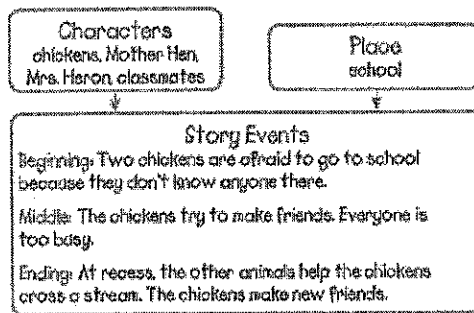 Characters
chickens, Mother Hen,
Mrs. Heron, classmates
Place
school
Story Events
Beginning: Two chickens are afraid to go to school
because they don't know anyone there.
Middle: The chickens try to make friends. Everyone is
too busy.
Ending: At recess, the other animals help the chickens
cross a stream. The chickens make new friends.